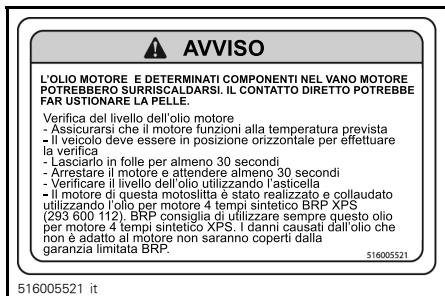 AVVISO
L'OLIO MOTORE E DETERMINATI COMPONENTI NEL VANO MOTORE
POTREBBERO SURRISCALDARSI. IL CONTATTO DIRETTO POTREBBE
FAR USTIONARE LA PELLE.
Verifica del livello dell'olio motore
- Assicurarsi che il motore funzioni alla temperatura prevista
- Il veicolo deve essere in posizione orizzontale per effettuare
la verifica
- Lasciarlo in folle per almeno 30 secondi
- Arrestare il motore e attendere almeno 30 secondi
- Verificare il livello dell'olio utilizzando l'asticella
- Il motore di questa motoslitta è stato realizzato e collaudato
utilizzando l'olio per motore 4 tempi sintetico BRP XPS
(293 600 112). BRP consiglia di utilizzare sempre questo olio
per motore 4 tempi sintetico XPS. I danni causati dall'olio che
non è adatto al motore non saranno coperti dalla
garanzia limitata BRP.
516005521
516005521 it